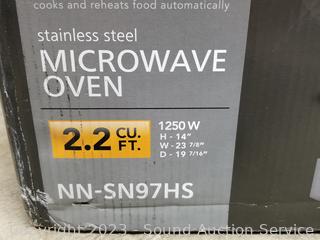 cooks and reheats food automatically
stainless steel
MICROWAVE
OVEN
2.2 CU. FT.
1250 W
H - 14"
W - 23 7/8"
D - 19 7/16"
NN-SN97HS
Copyright 2023 Sound Auction Service